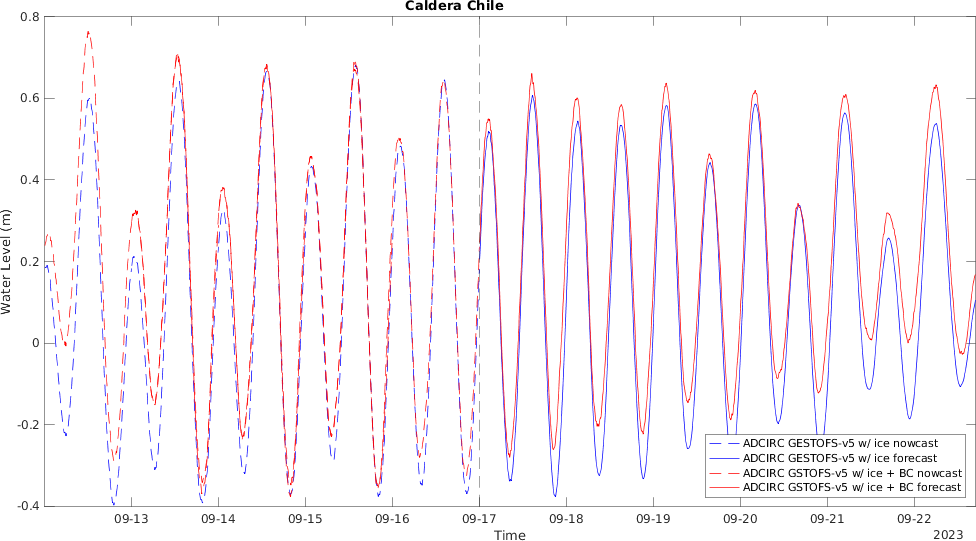 Caldera Chile
0.8
0.6
0.4
0.2
0
-0.2
-0.4
Water Level (m)
09-13 09-14 09-15 09-16 09-17 09-18 09-19 09-20 09-21 09-22
Time
2023
ADCIRC GESTOFS-v5 w/ ice nowcast
ADCIRC GESTOFS-v5 w/ ice forecast
ADCIRC GSTOFS-v5 w/ ice + BC nowcast
ADCIRC GSTOFS-v5 w/ ice + BC forecast